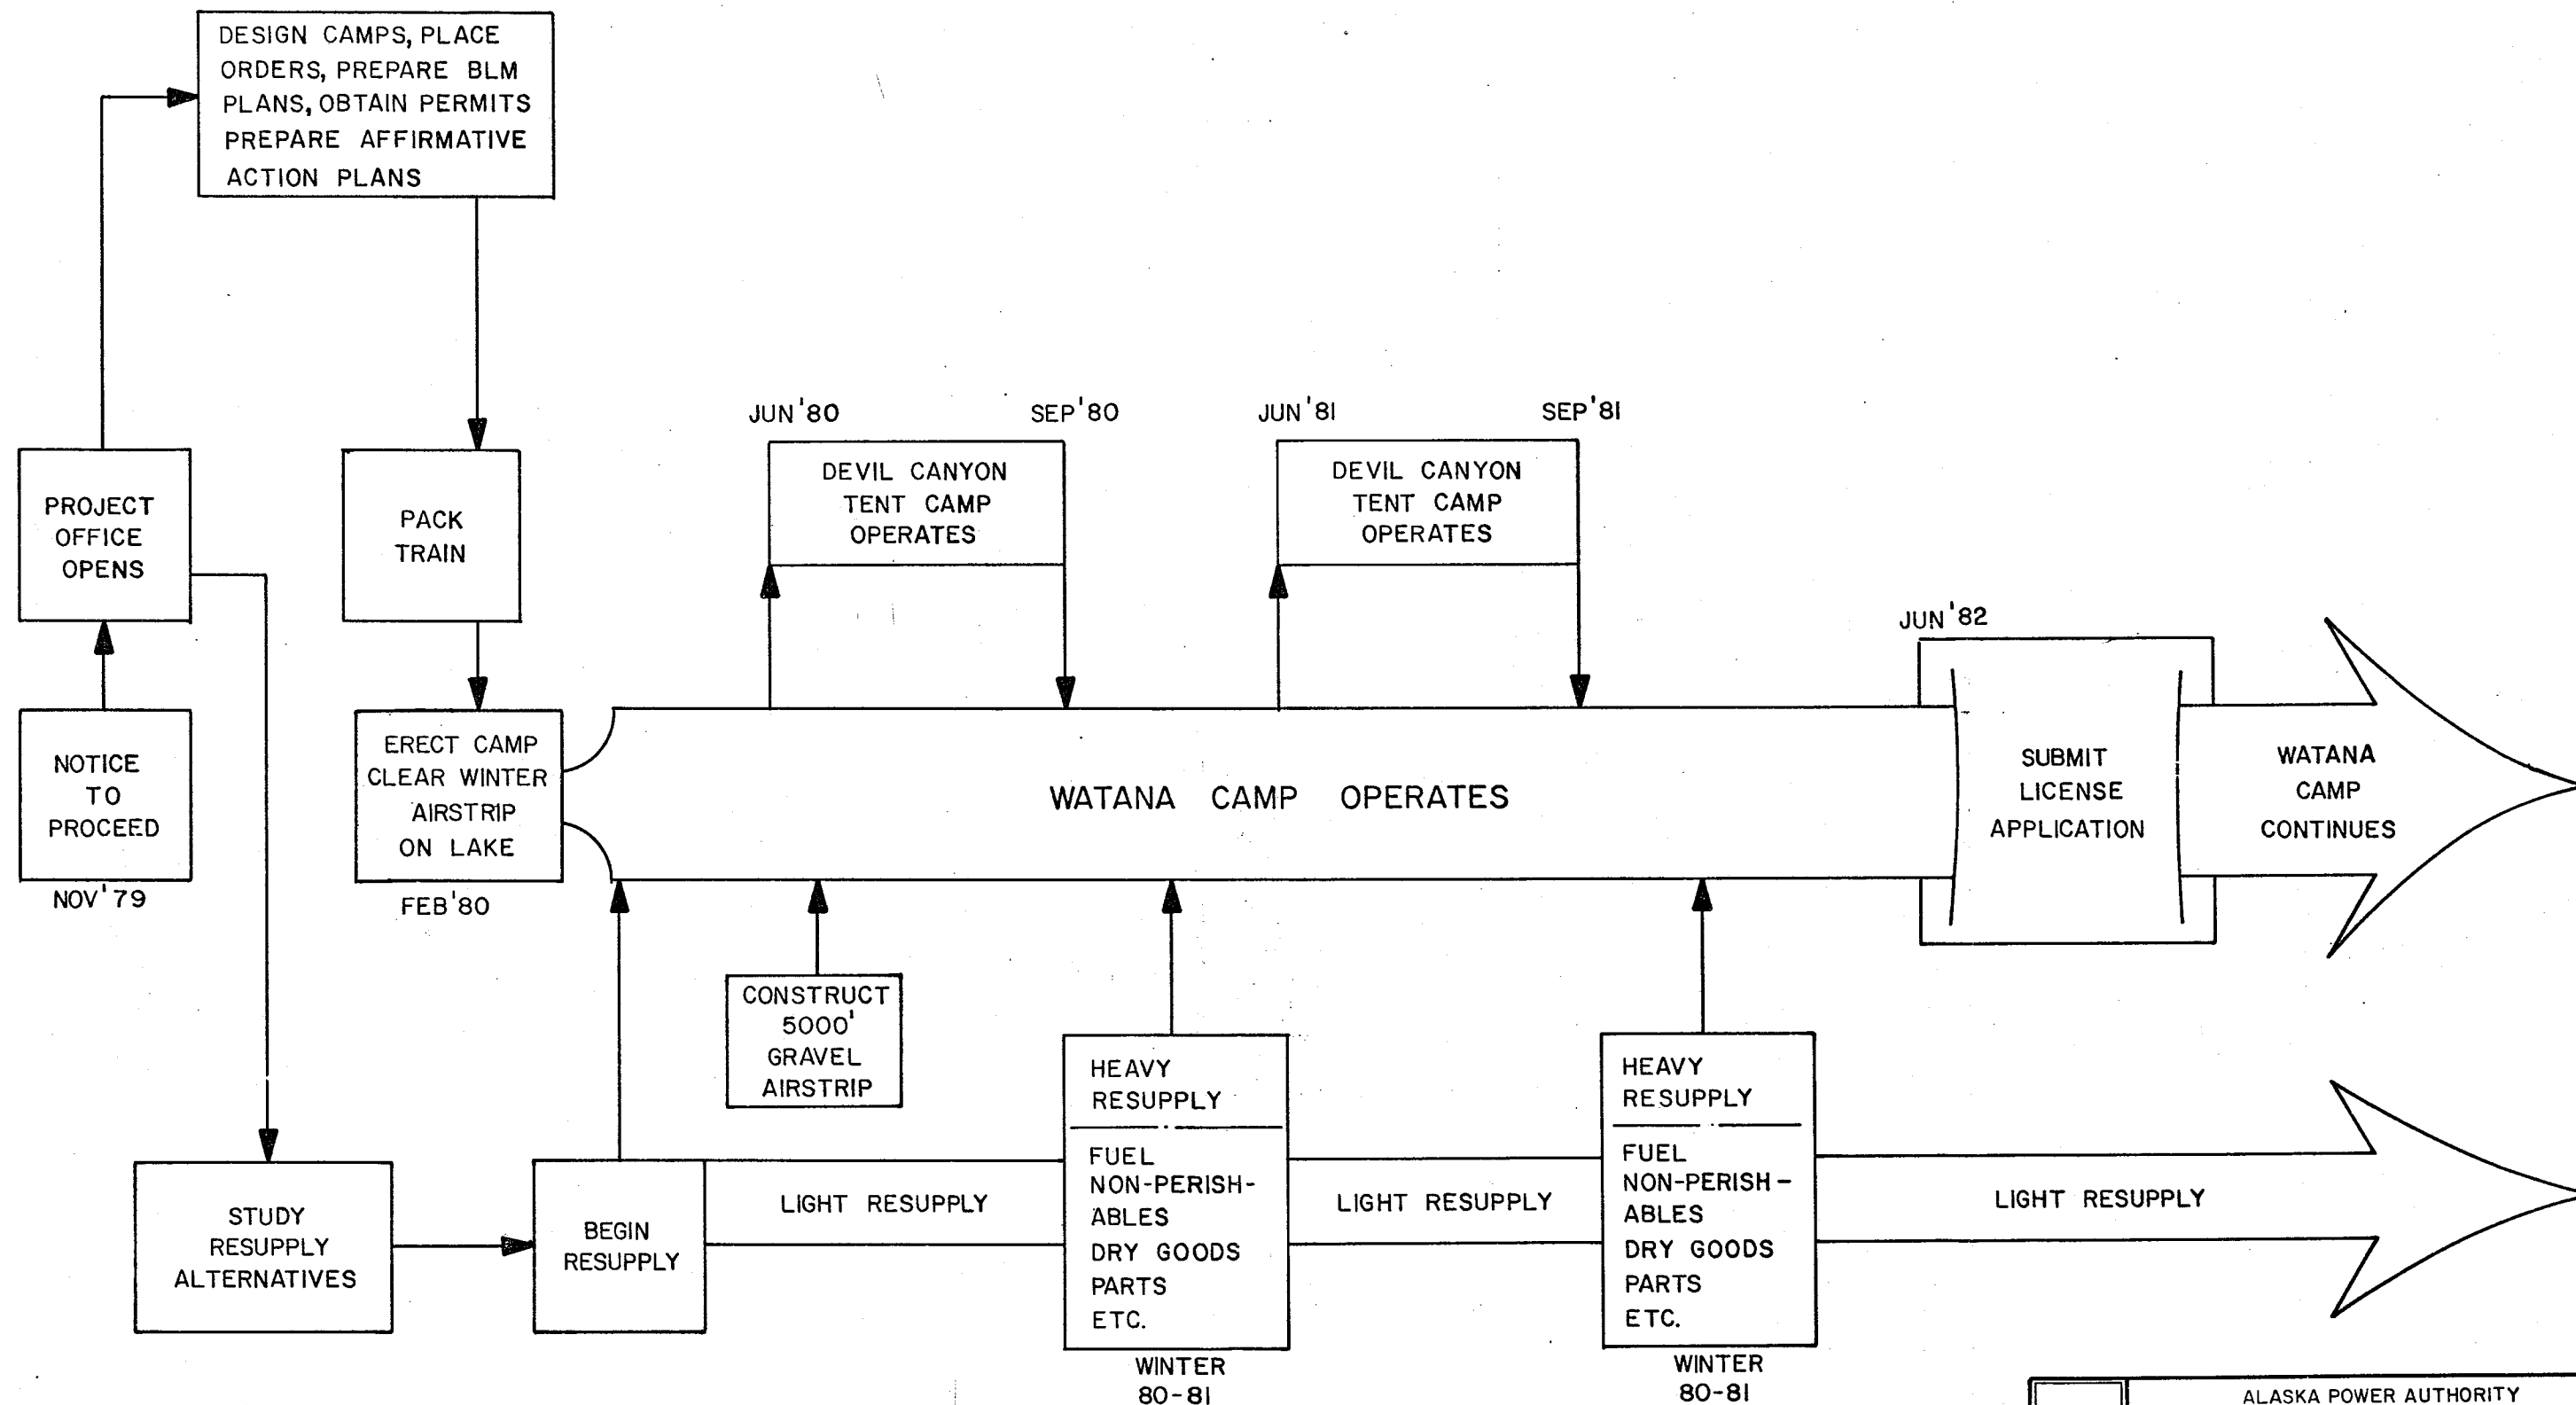 DESIGN CAMPS, PLACE
ORDERS, PREPARE BLM
PLANS, OBTAIN PERMITS
PREPARE AFFIRMATIVE
ACTION PLANS
PROJECT
OFFICE
OPENS
PACK
TRAIN
JUN '80
SEP '80
DEVIL CANYON
TENT CAMP
OPERATES
JUN '81
SEP '81
DEVIL CANYON
TENT CAMP
OPERATES
NOTICE
TO
PROCEED
NOV '79
ERECT CAMP
CLEAR WINTER
AIRSTRIP
ON LAKE
FEB '80
WATANA CAMP OPERATES
JUN '82
SUBMIT
LICENSE
APPLICATION
WATANA
CAMP
CONTINUES
CONSTRUCT
5000'
GRAVEL
AIRSTRIP
STUDY
RESUPPLY
ALTERNATIVES
BEGIN
RESUPPLY
LIGHT RESUPPLY
HEAVY
RESUPPLY
FUEL
NON-PERISH-
ABLES
DRY GOODS
PARTS
ETC.
WINTER
80-81
LIGHT RESUPPLY
HEAVY
RESUPPLY
FUEL
NON-PERISH-
ABLES
DRY GOODS
PARTS
ETC.
WINTER
80-81
LIGHT RESUPPLY
ALASKA POWER AUTHORITY